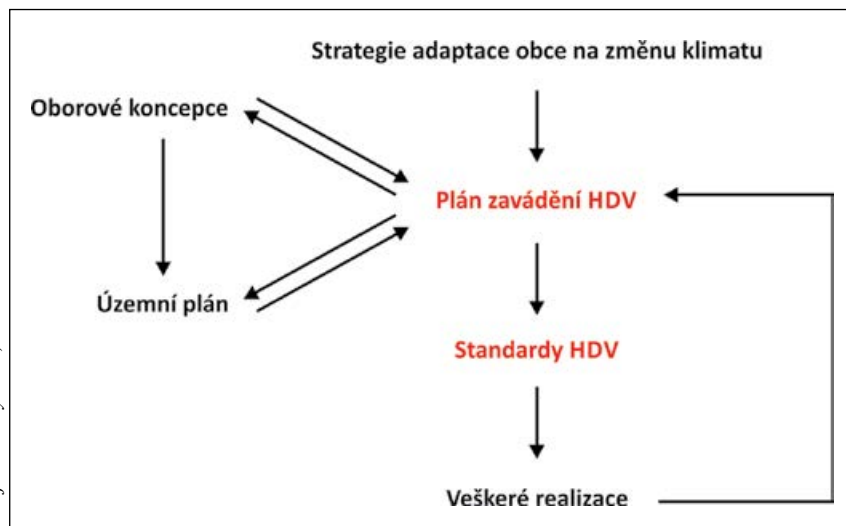 Strategie adaptace obce na změnu klimatu
Oborové koncepce
Plán zavádění HDV
Územní plán
Standardy HDV
Veškeré realizace